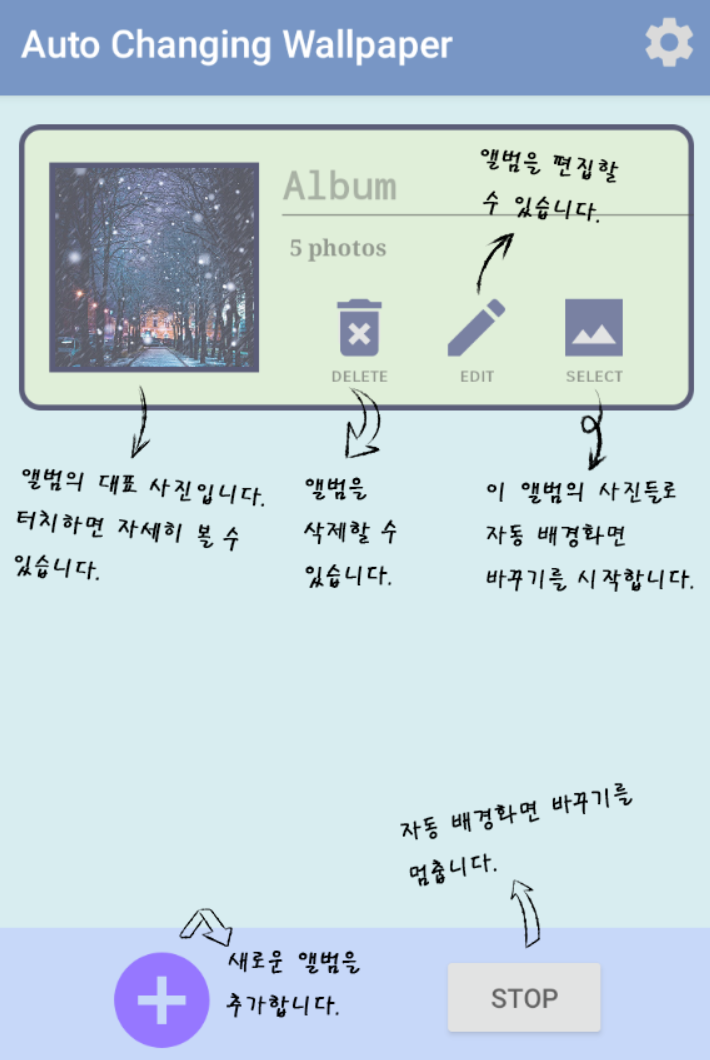 Auto Changing Wallpaper
앨범을 편집할
수 있습니다.
Album
5 photos
DELETE
EDIT
SELECT
앨범의 대표 사진입니다.
터치하면 자세히 볼 수
있습니다.
앨범을
삭제할 수
있습니다.
이 앨범의 사진들로
자동 배경화면
바꾸기를 시작합니다.
자동 배경화면 바꾸기를
멈춥니다.
새로운 앨범을
추가합니다.
STOP